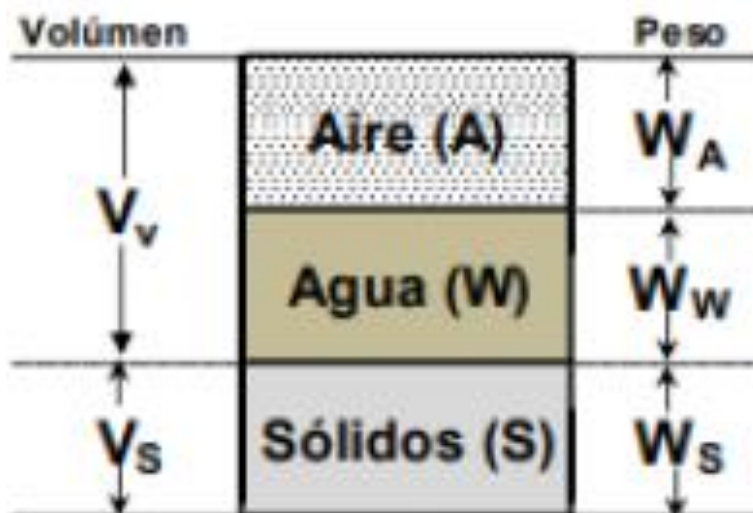 Volúmen
Peso
Aire (A)
W_A
V_v
Agua (W)
W_W
V_S
Sólidos (S)
W_S